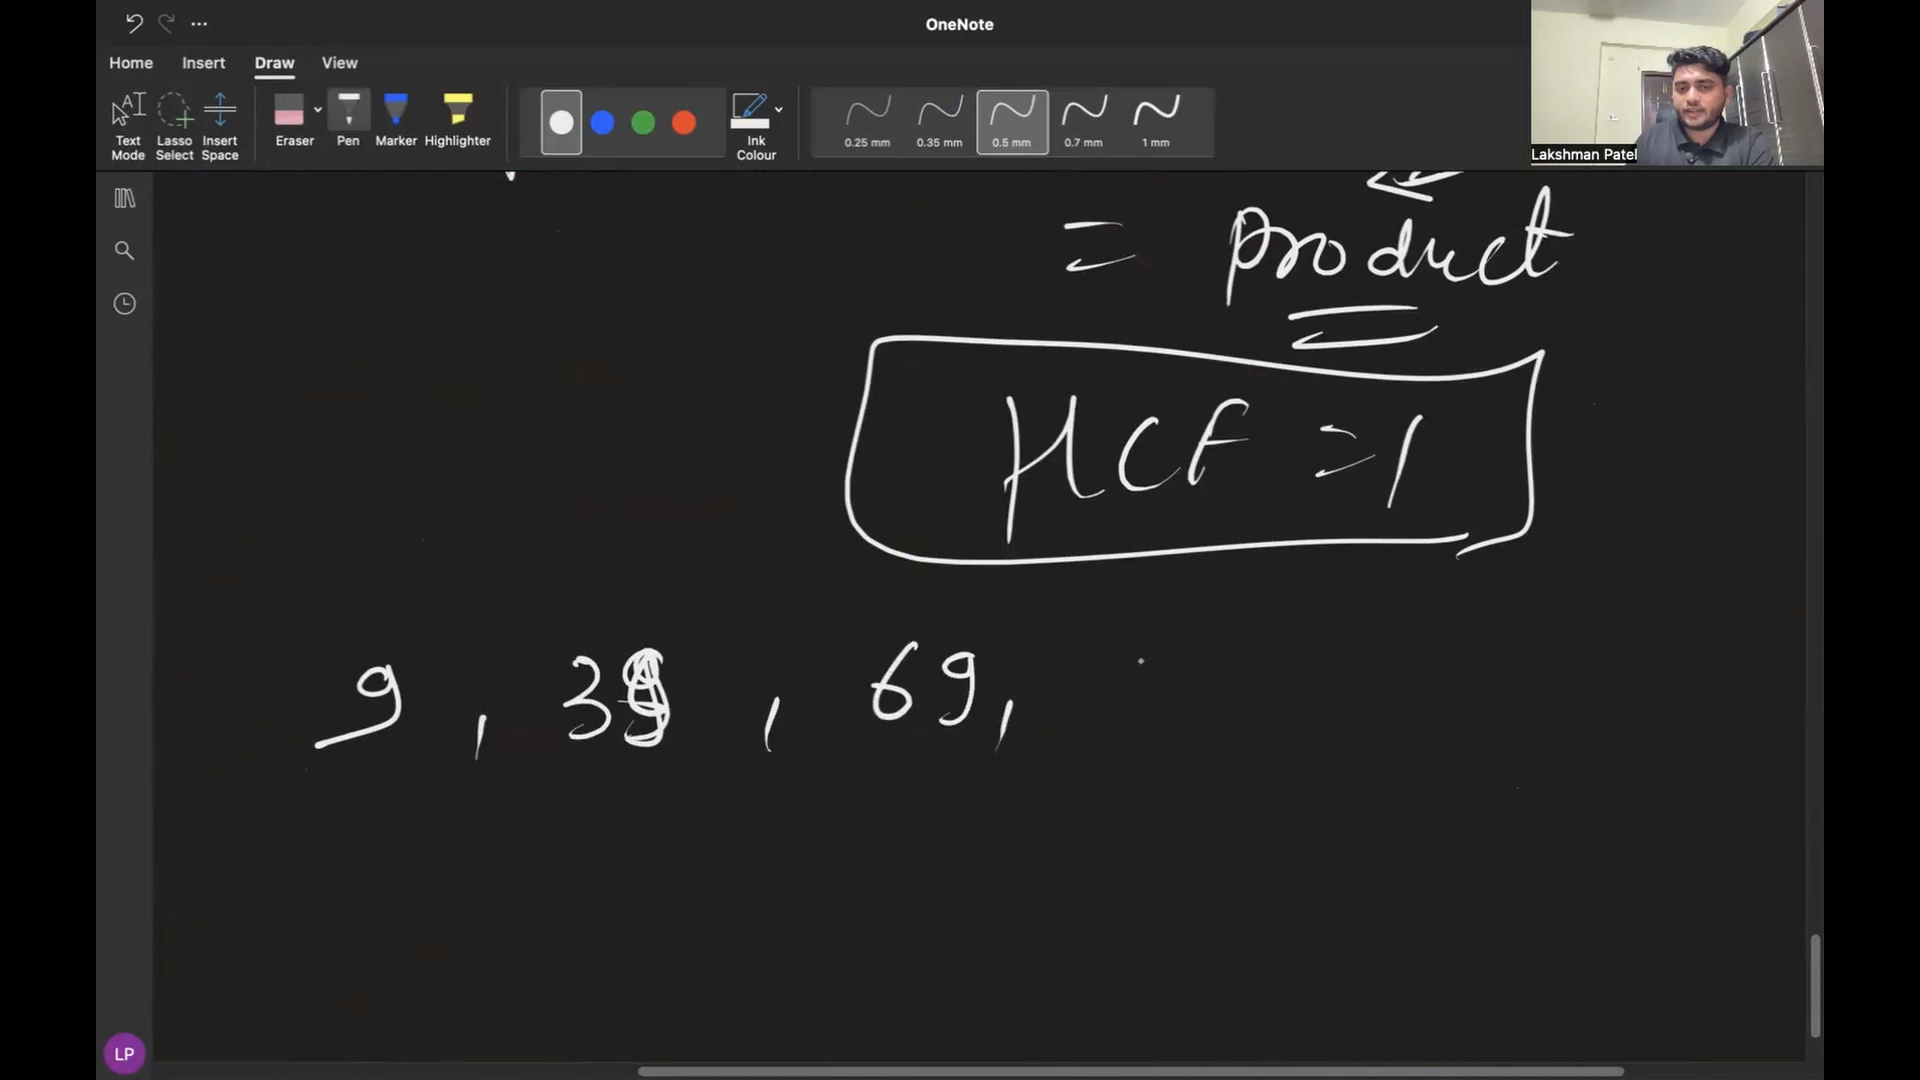 OneNote
Home Insert Draw View
Text Mode Lasso Select Insert Space Eraser Pen Marker Highlighter Ink Colour 0.25 mm 0.35 mm 0.5 mm 0.7 mm 1 mm
Lakshman Patel
= product
HCF = 1
9, 39, 69,
LP